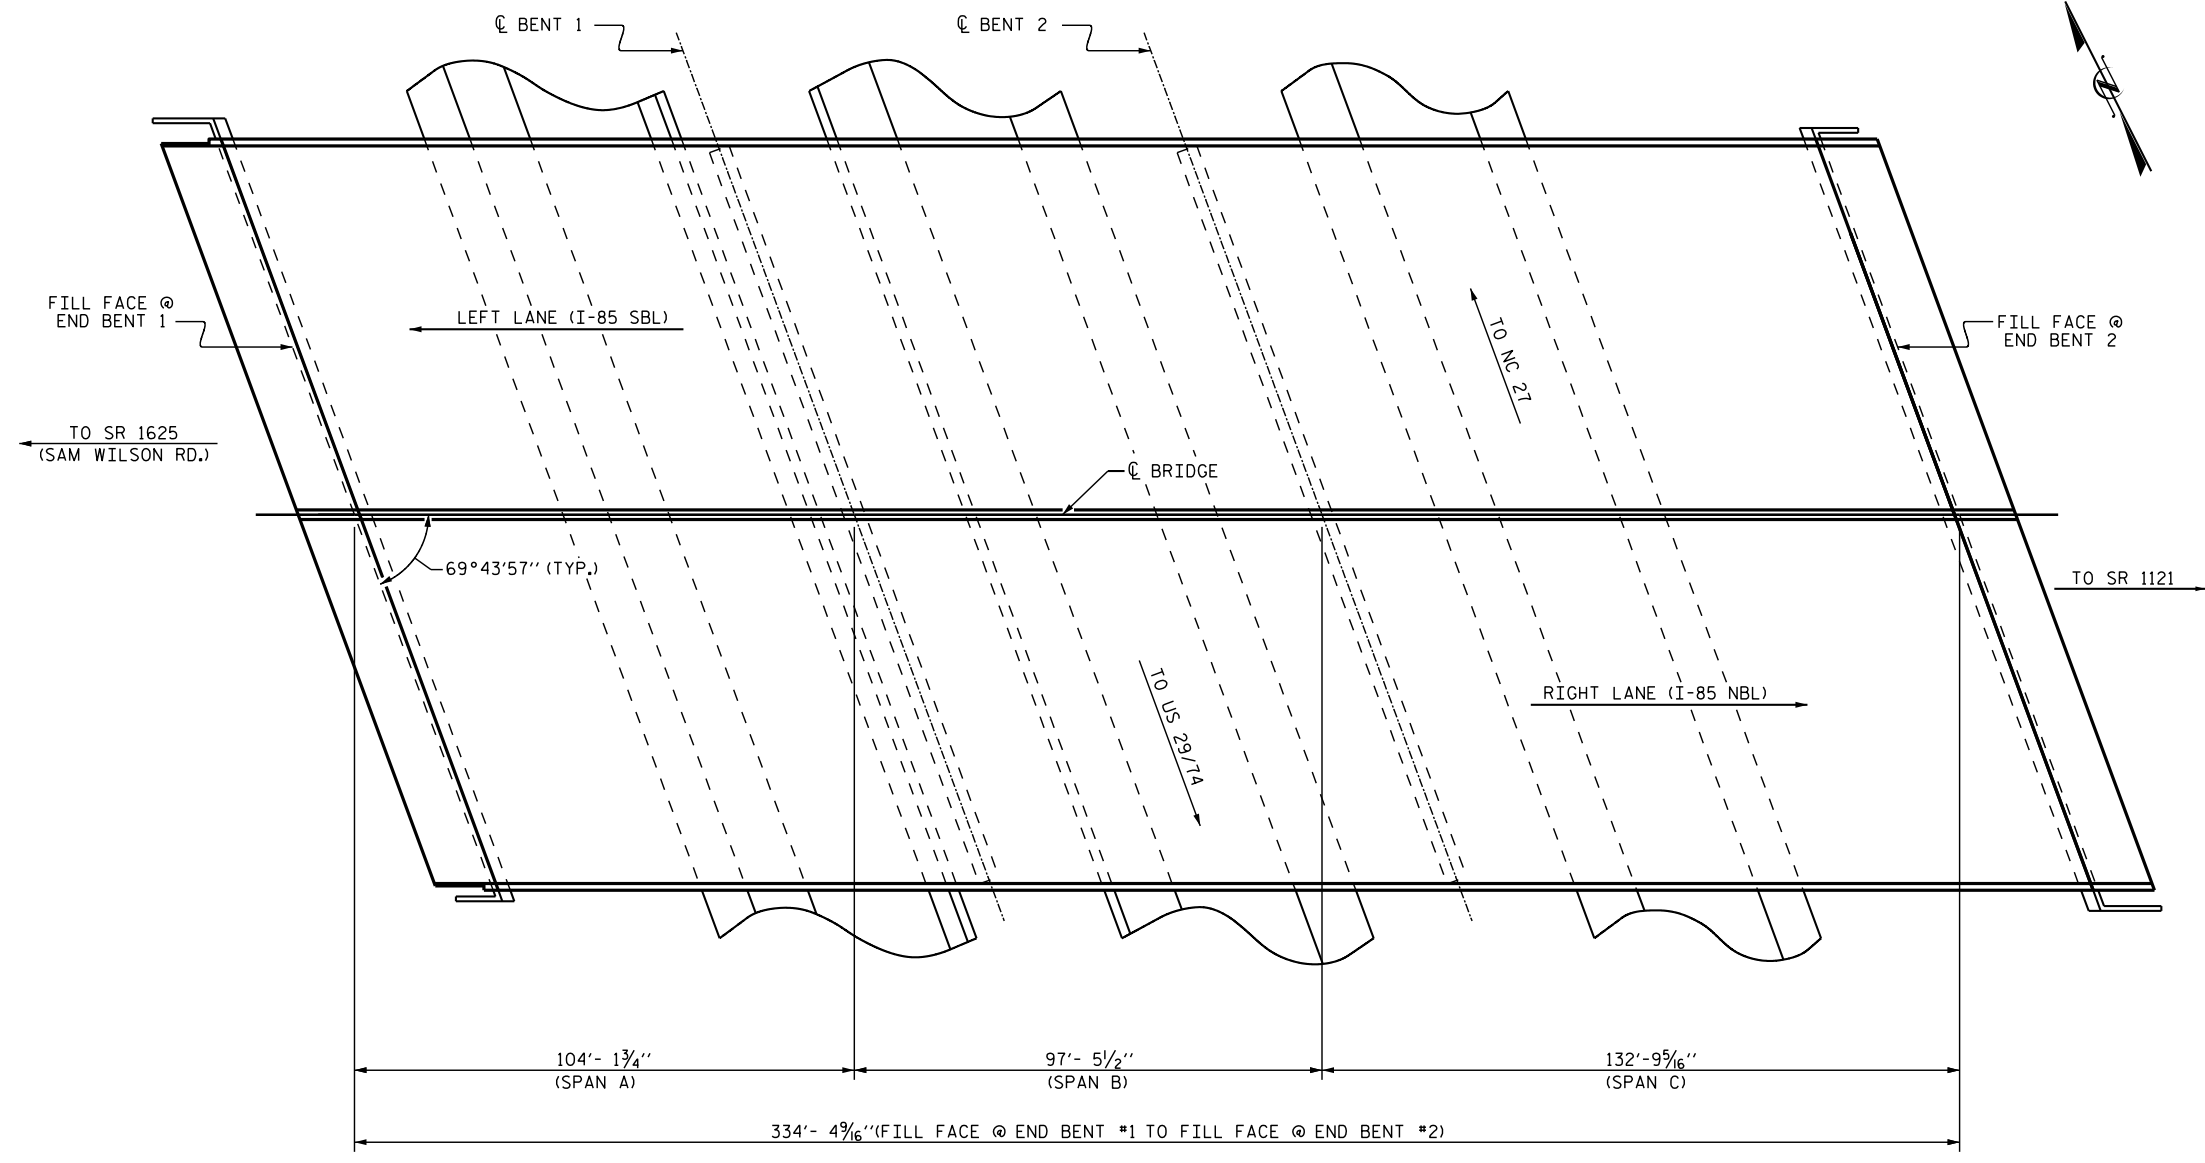 ℄ BENT 1
℄ BENT 2
N
FILL FACE @
END BENT 1
LEFT LANE (I-85 SBL)
TO NC 27
FILL FACE @
END BENT 2
TO SR 1625
(SAM WILSON RD.)
℄ BRIDGE
69°43'57'' (TYP.)
TO SR 1121
TO US 29/74
RIGHT LANE (I-85 NBL)
104'- 1¾''
(SPAN A)
97'- 5½''
(SPAN B)
132'-9⁵⁄₁₆''
(SPAN C)
334'- 4⁹⁄₁₆''(FILL FACE @ END BENT #1 TO FILL FACE @ END BENT #2)